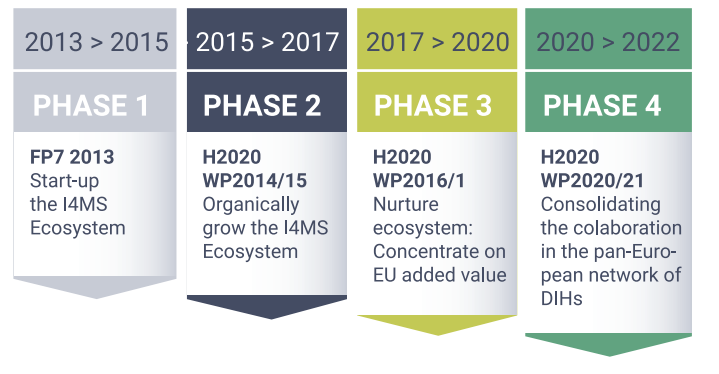 2013 > 2015
PHASE 1
FP7 2013
Start-up
the I4MS
Ecosystem
2015 > 2017
PHASE 2
H2020
WP2014/15
Organically
grow the I4MS
Ecosystem
2017 > 2020
PHASE 3
H2020
WP2016/1
Nurture
ecosystem:
Concentrate on
EU added value
2020 > 2022
PHASE 4
H2020
WP2020/21
Consolidating
the colaboration
in the pan-Euro-
pean network of
DIHs